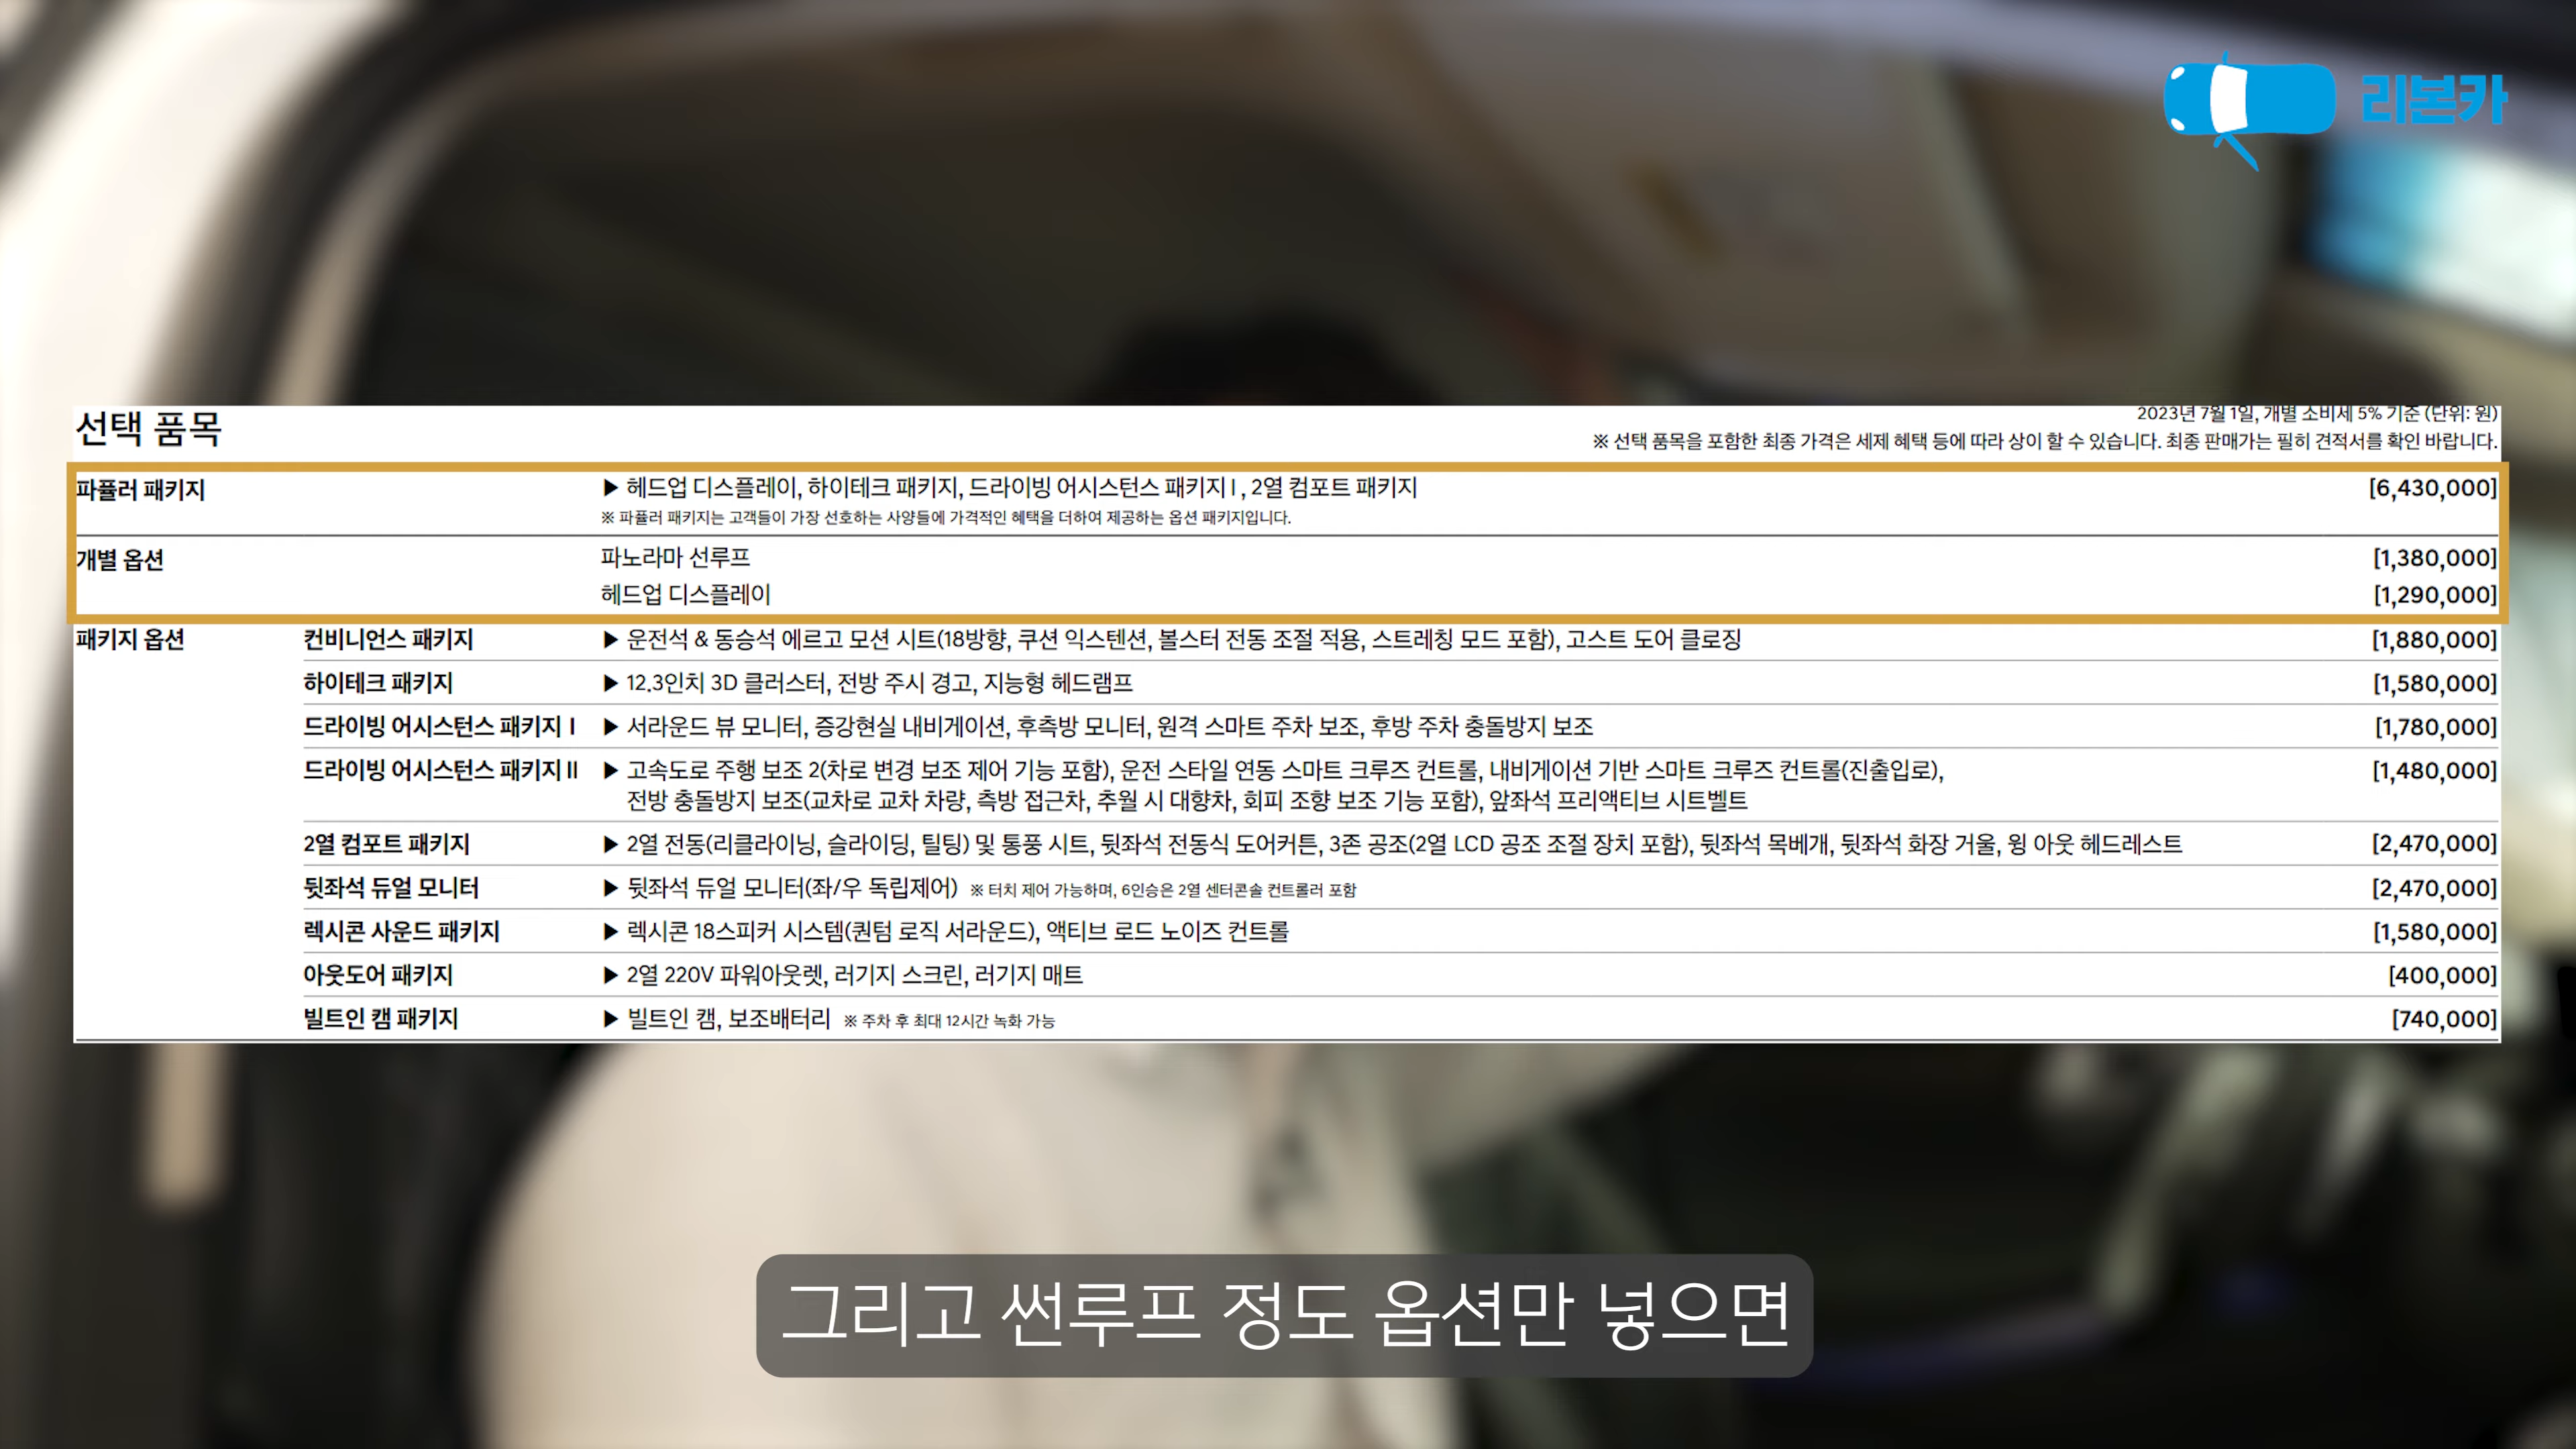 리본카
선택 품목
2023년 7월 1일, 개별 소비세 5% 기준 (단위: 원)
※ 선택 품목을 포함한 최종 가격은 세제 혜택 등에 따라 상이 할 수 있습니다. 최종 판매가는 필히 견적서를 확인 바랍니다.
파퓰러 패키지 ▶ 헤드업 디스플레이, 하이테크 패키지, 드라이빙 어시스턴스 패키지 I , 2열 컴포트 패키지 [6,430,000]
※ 파퓰러 패키지는 고객들이 가장 선호하는 사양들에 가격적인 혜택을 더하여 제공하는 옵션 패키지입니다.
개별 옵션 파노라마 선루프 [1,380,000]
헤드업 디스플레이 [1,290,000]
패키지 옵션 컨비니언스 패키지 ▶ 운전석 & 동승석 에르고 모션 시트(18방향, 쿠션 익스텐션, 볼스터 전동 조절 적용, 스트레칭 모드 포함), 고스트 도어 클로징 [1,880,000]
하이테크 패키지 ▶ 12.3인치 3D 클러스터, 전방 주시 경고, 지능형 헤드램프 [1,580,000]
드라이빙 어시스턴스 패키지 I ▶ 서라운드 뷰 모니터, 증강현실 내비게이션, 후측방 모니터, 원격 스마트 주차 보조, 후방 주차 충돌방지 보조 [1,780,000]
드라이빙 어시스턴스 패키지 II ▶ 고속도로 주행 보조 2(차로 변경 보조 제어 기능 포함), 운전 스타일 연동 스마트 크루즈 컨트롤, 내비게이션 기반 스마트 크루즈 컨트롤(진출입로), [1,480,000]
전방 충돌방지 보조(교차로 교차 차량, 측방 접근차, 추월 시 대향차, 회피 조향 보조 기능 포함), 앞좌석 프리액티브 시트벨트
2열 컴포트 패키지 ▶ 2열 전동(리클라이닝, 슬라이딩, 틸팅) 및 통풍 시트, 뒷좌석 전동식 도어커튼, 3존 공조(2열 LCD 공조 조절 장치 포함), 뒷좌석 목베개, 뒷좌석 화장 거울, 윙 아웃 헤드레스트 [2,470,000]
뒷좌석 듀얼 모니터 ▶ 뒷좌석 듀얼 모니터(좌/우 독립제어) ※ 터치 제어 가능하며, 6인승은 2열 센터콘솔 컨트롤러 포함 [2,470,000]
렉시콘 사운드 패키지 ▶ 렉시콘 18스피커 시스템(퀀텀 로직 서라운드), 액티브 로드 노이즈 컨트롤 [1,580,000]
아웃도어 패키지 ▶ 2열 220V 파워아웃렛, 러기지 스크린, 러기지 매트 [400,000]
빌트인 캠 패키지 ▶ 빌트인 캠, 보조배터리 ※ 주차 후 최대 12시간 녹화 가능 [740,000]
그리고 썬루프 정도 옵션만 넣으면